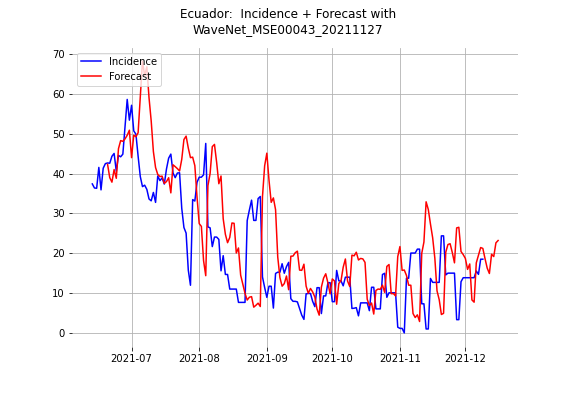 Ecuador:  Incidence + Forecast with
WaveNet_MSE00043_20211127
Incidence
Forecast
70
60
50
40
30
20
10
0
2021-07 2021-08 2021-09 2021-10 2021-11 2021-12